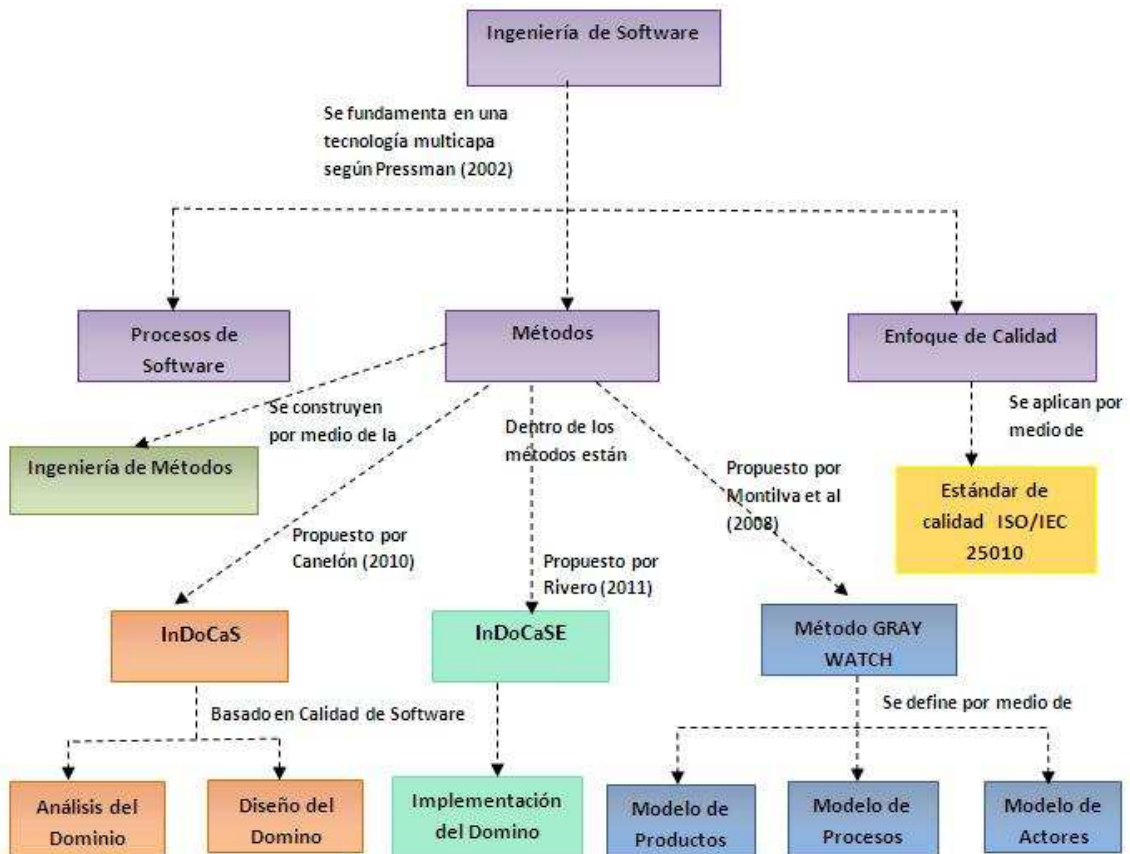 Ingeniería de Software
Se fundamenta en una
tecnología multicapa
según Pressman (2002)
Procesos de
Software
Métodos
Enfoque de Calidad
Se construyen
por medio de la
Dentro de los
métodos están
Se aplican por
medio de
Ingeniería de Métodos
Propuesto por
Montilva et al
(2008)
Estándar de
calidad ISO/IEC
25010
Propuesto por
Canelón (2010)
Propuesto por
Rivero (2011)
InDoCaS
InDoCaSE
Método GRAY
WATCH
Basado en Calidad de Software
Se define por medio de
Análisis del
Dominio
Diseño del
Domino
Implementación
del Domino
Modelo de
Productos
Modelo de
Procesos
Modelo de
Actores